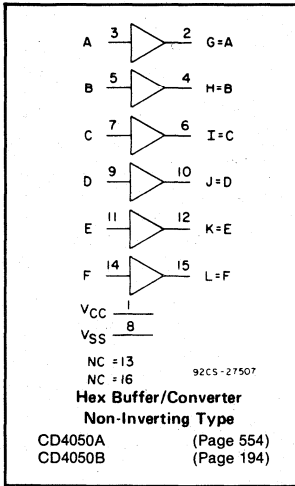 A 3 2 G=A
B 5 4 H=B
C 7 6 I=C
D 9 10 J=D
E 11 12 K=E
F 14 15 L=F
VCC 1
VSS 8
NC = 13
NC = 16
92CS-27507
Hex Buffer/Converter
Non-Inverting Type
CD4050A (Page 554)
CD4050B (Page 194)